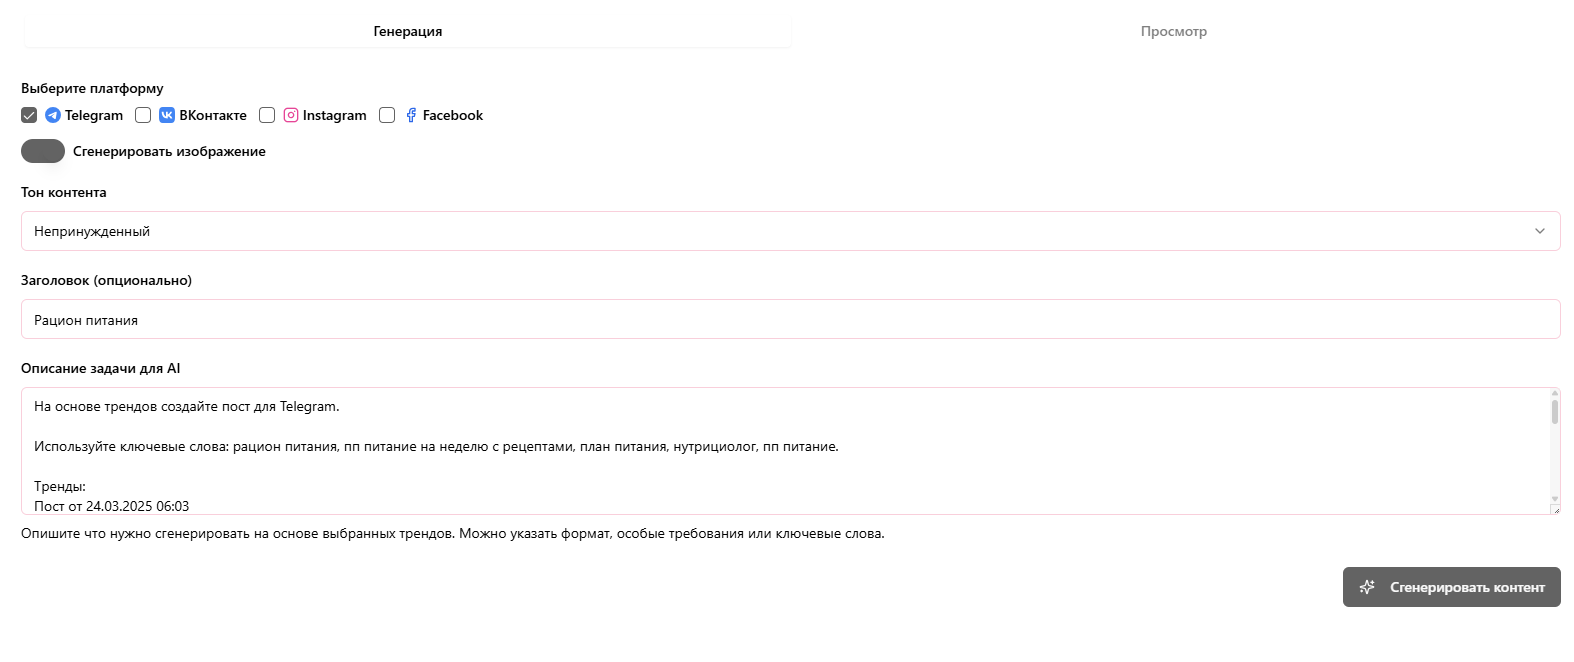 Генерация
Просмотр
Выберите платформу
Telegram ВКонтакте Instagram Facebook
Сгенерировать изображение
Тон контента
Непринужденный
Заголовок (опционально)
Рацион питания
Описание задачи для AI
На основе трендов создайте пост для Telegram.
Используйте ключевые слова: рацион питания, пп питание на неделю с рецептами, план питания, нутрициолог, пп питание.
Тренды:
Пост от 24.03.2025 06:03
Опишите что нужно сгенерировать на основе выбранных трендов. Можно указать формат, особые требования или ключевые слова.
Сгенерировать контент